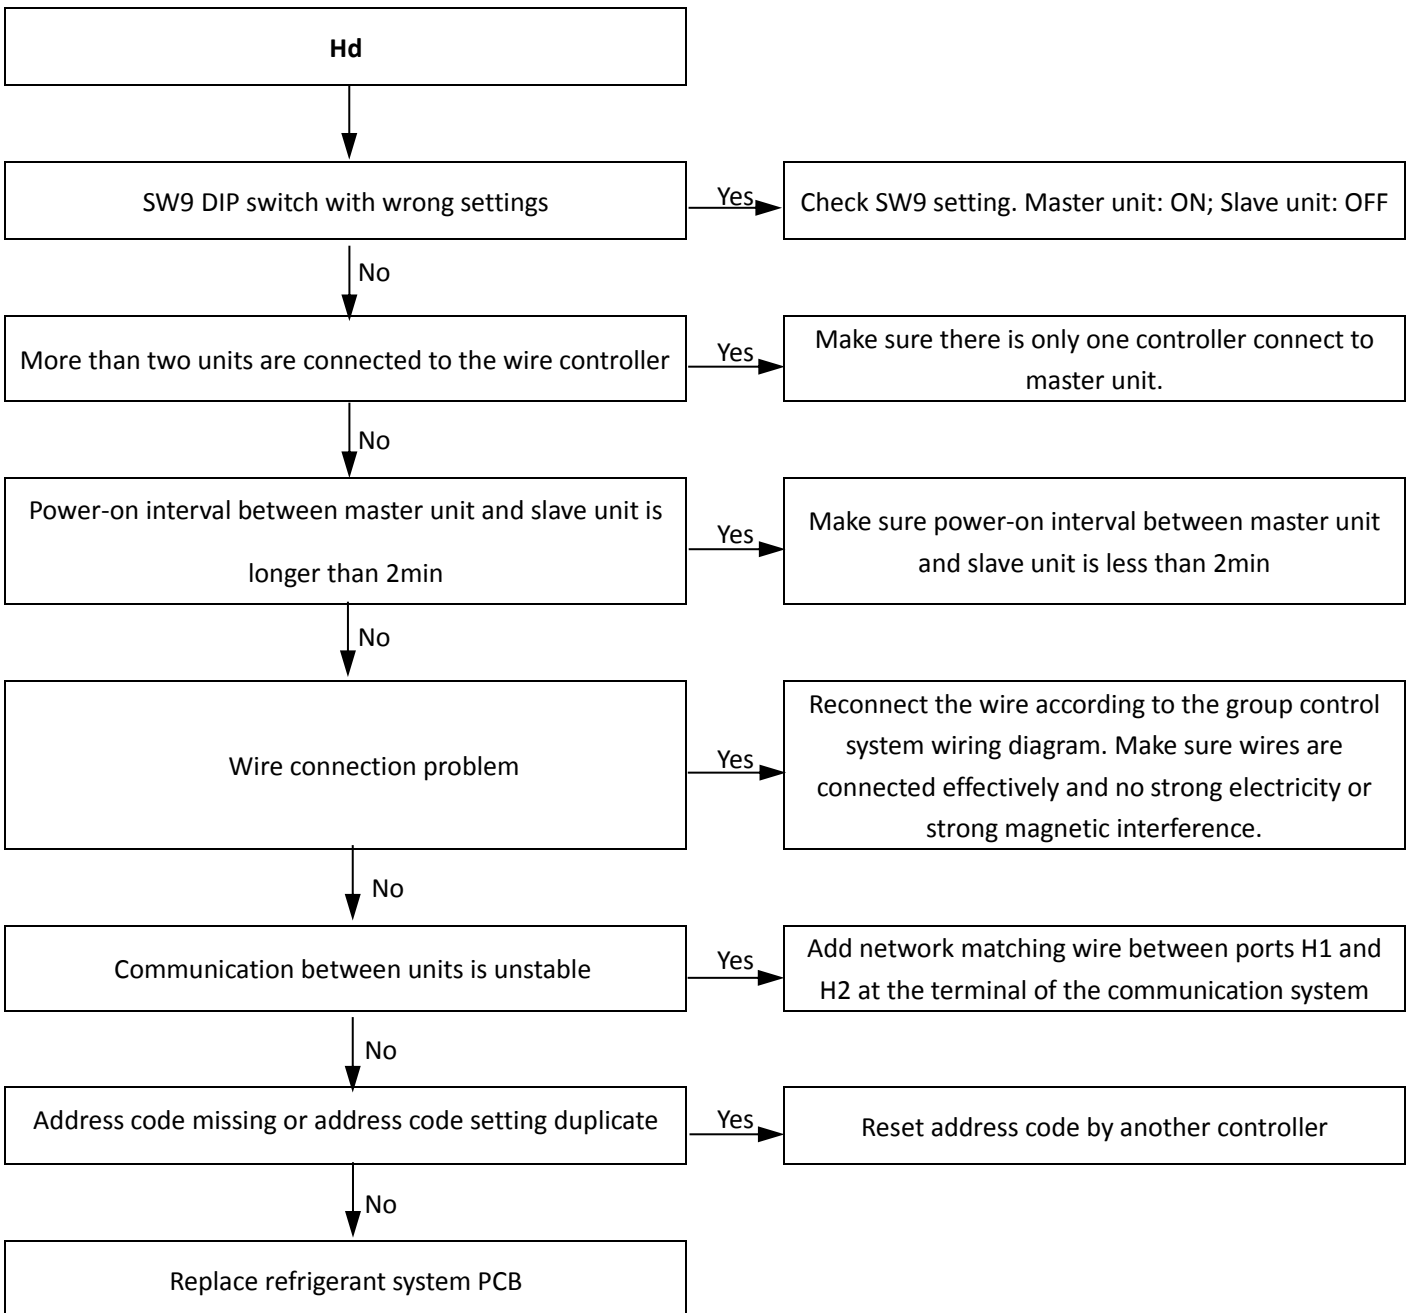 Hd
SW9 DIP switch with wrong settings
Yes
Check SW9 setting. Master unit: ON; Slave unit: OFF
No
More than two units are connected to the wire controller
Yes
Make sure there is only one controller connect to
master unit.
No
Power-on interval between master unit and slave unit is
longer than 2min
Yes
Make sure power-on interval between master unit
and slave unit is less than 2min
No
Wire connection problem
Yes
Reconnect the wire according to the group control
system wiring diagram. Make sure wires are
connected effectively and no strong electricity or
strong magnetic interference.
No
Communication between units is unstable
Yes
Add network matching wire between ports H1 and
H2 at the terminal of the communication system
No
Address code missing or address code setting duplicate
Yes
Reset address code by another controller
No
Replace refrigerant system PCB